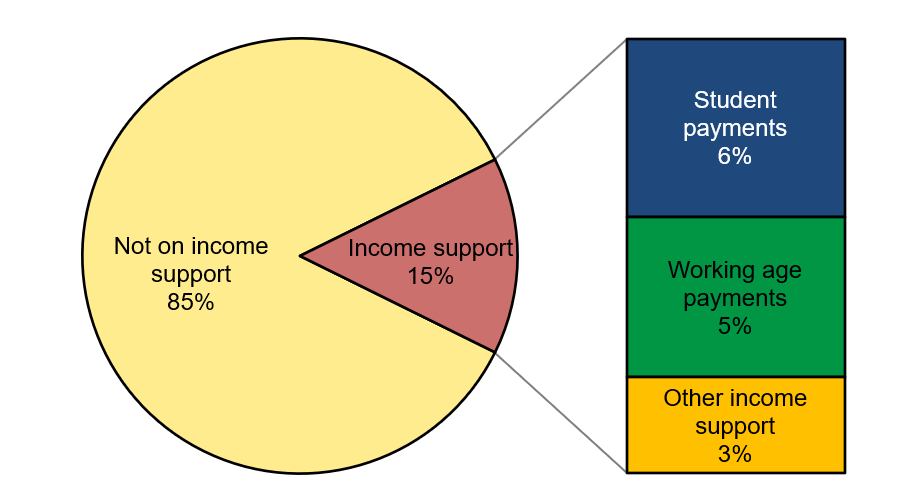 Not on income
support
85%
Income support
15%
Student
payments
6%
Working age
payments
5%
Other income
support
3%